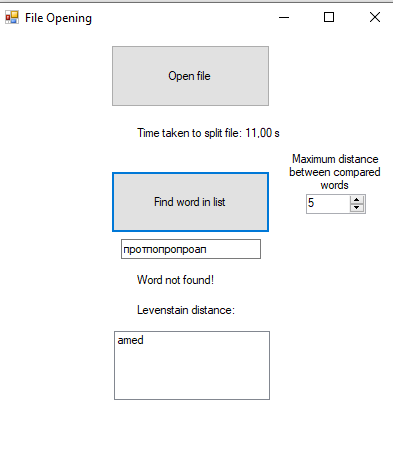 File Opening
Open file
Time taken to split file: 11,00 s
Maximum distance
between compared
words
Find word in list
5
протпопропроап
Word not found!
Levenstain distance:
amed